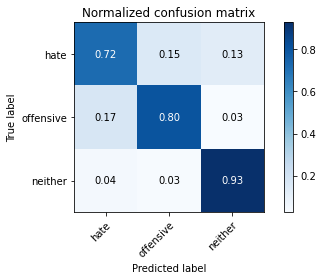 Normalized confusion matrix
True label
hate
0.72 0.15 0.13
offensive
0.17 0.80 0.03
neither
0.04 0.03 0.93
hate
offensive
neither
Predicted label
0.8
0.6
0.4
0.2